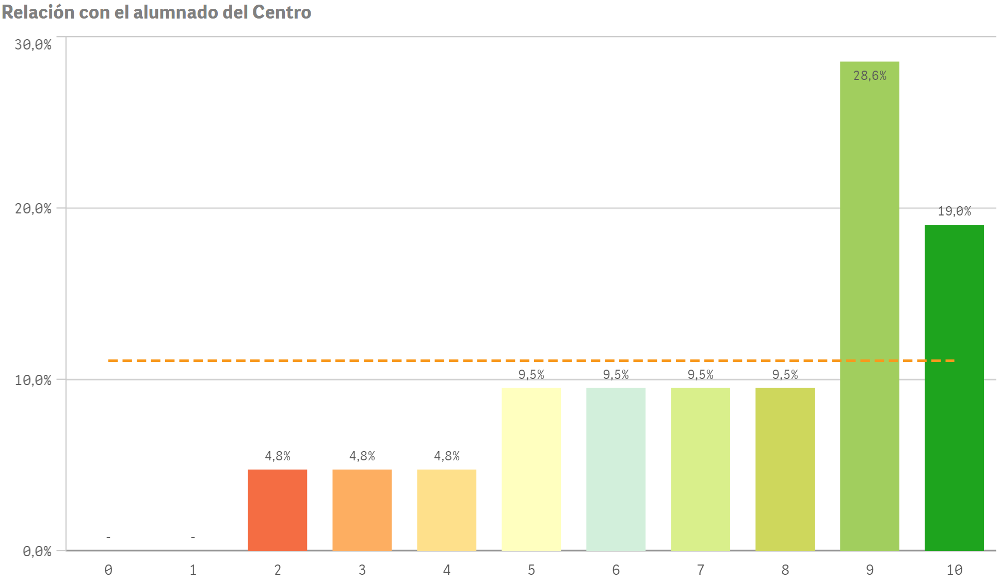 Relación con el alumnado del Centro
30,0%
28,6%
20,0%
19,0%
10,0%
9,5% 9,5% 9,5% 9,5%
4,8% 4,8% 4,8%
- -
0,0%
0 1 2 3 4 5 6 7 8 9 10